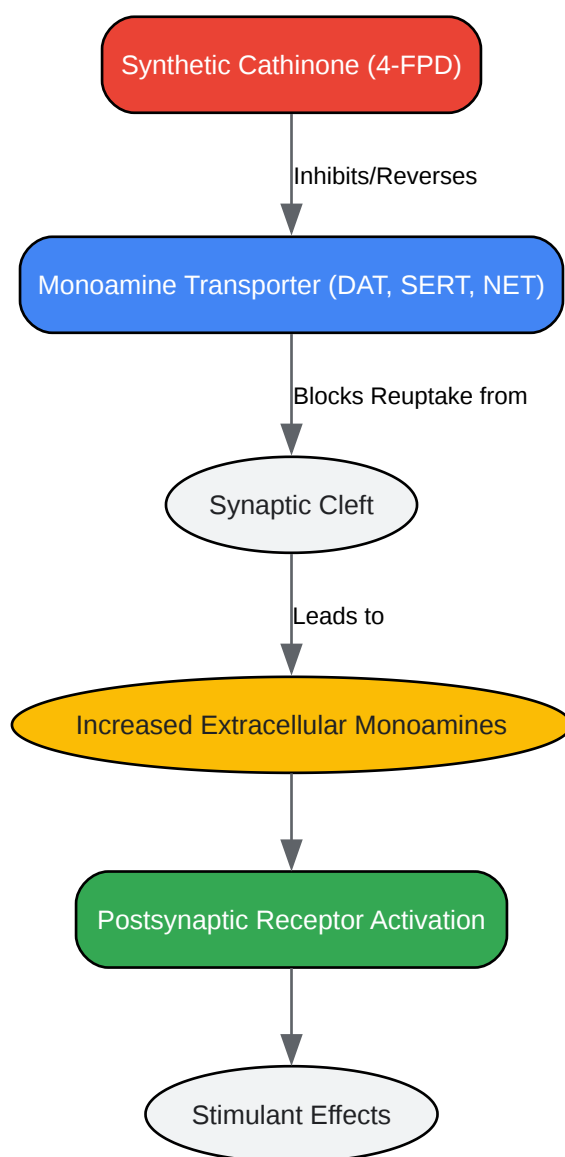 Synthetic Cathinone (4-FPD)
Inhibits/Reverses
Monoamine Transporter (DAT, SERT, NET)
Blocks Reuptake from
Synaptic Cleft
Leads to
Increased Extracellular Monoamines
Postsynaptic Receptor Activation
Stimulant Effects